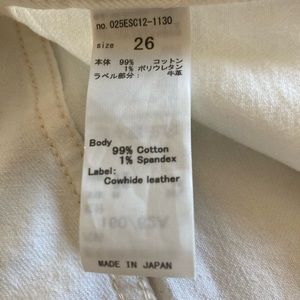 no. 025ESC12-1130
size 26
本体 99% コットン
1% ポリウレタン
ラベル部分: 牛革
Body
99% Cotton
1% Spandex
Label:
Cowhide leather
MADE IN JAPAN